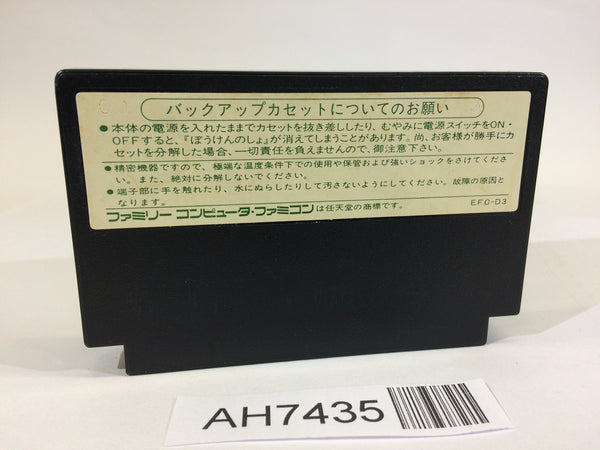 バックアップカセットについてのお願い
●本体の電源を入れたままでカセットを抜き差ししたり、むやみに電源スイッチをON・
OFFすると、『ぼうけんのしょ』が消えてしまうことがあります。尚、お客様が勝手にカ
セットを分解した場合、一切責任を負えませんので、御注意下さい。
●精密機器ですので、極端な温度条件下での使用や保管および強いショックをさけてくださ
い。また、絶対に分解しないでください。
●端子部に手を触れたり、水にぬらしたりして汚さないようにしてください。故障の原因と
なります。
ファミリー コンピュータ・ファミコンは任天堂の商標です。 EFC-D3
AH7435